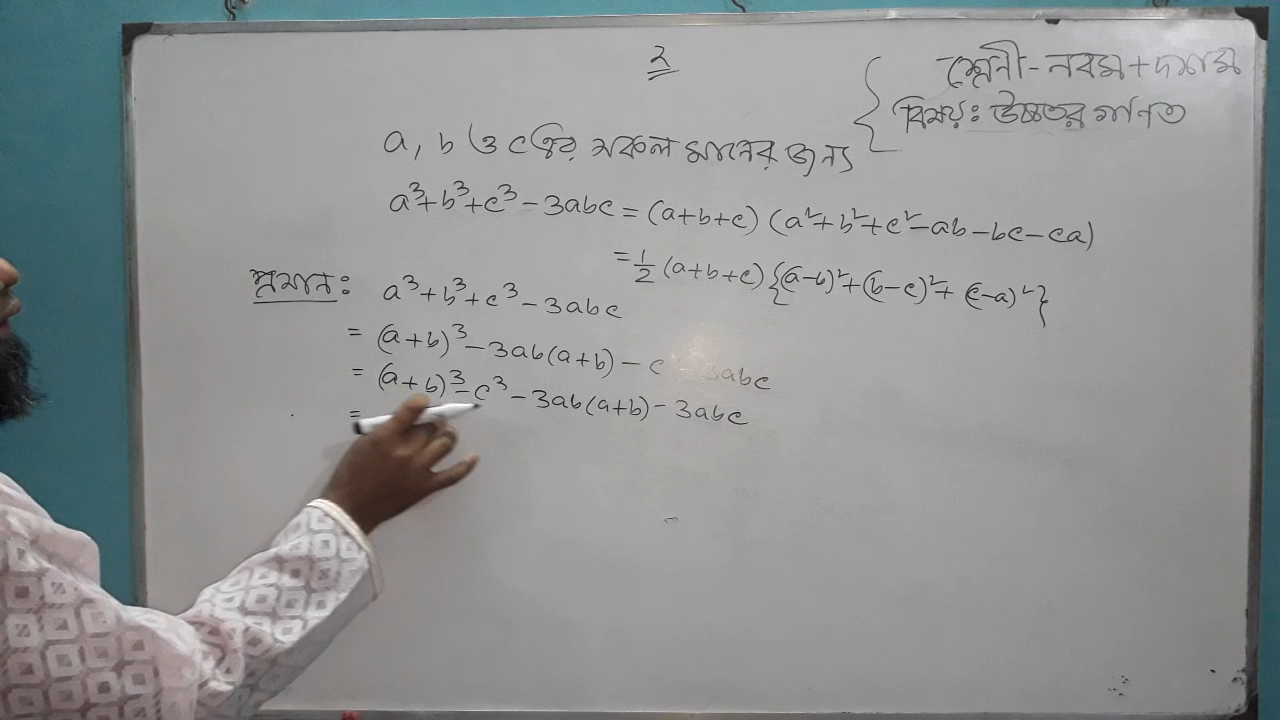 ২
শ্রেণী - নবম + দশম
বিষয়ঃ উচ্চতর গণিত
a, b ও c এর সকল মানের জন্য
a³+b³+c³-3abc = (a+b+c) (a²+b²+c²-ab-bc-ca)
= 1/2 (a+b+c) {(a-b)²+(b-c)²+(c-a)²}
প্রমানঃ a³+b³+c³-3abc
= (a+b)³-3ab(a+b)-c 3abc
= (a+b)³-c³-3ab(a+b)-3abc
=